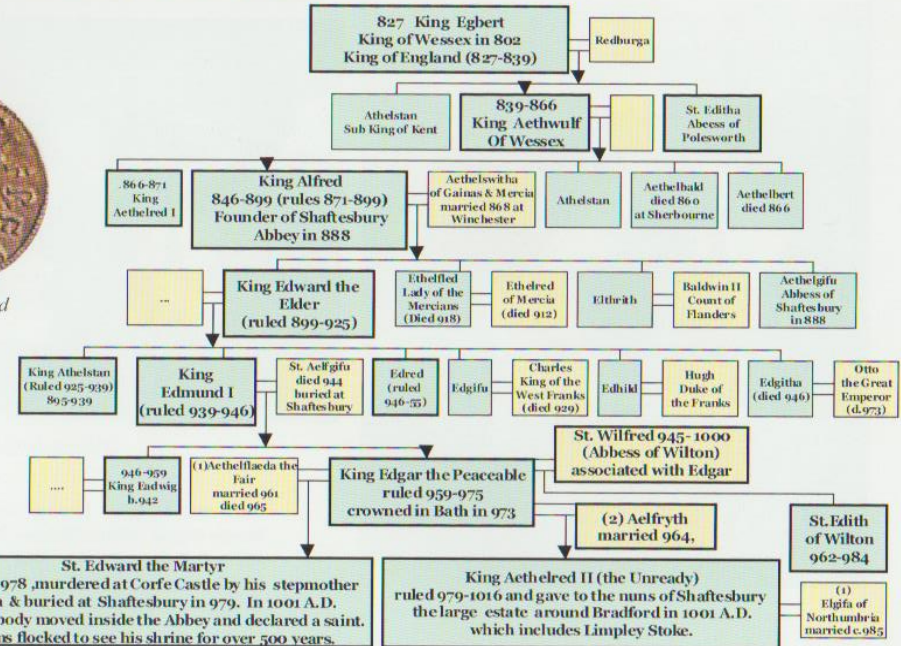 827 King Egbert
King of Wessex in 802
King of England (827-839)
Redburga
Athelstan
Sub King of Kent
839-866
King Aethwulf
Of Wessex
St. Editha
Abcess of
Polesworth
.866-871
King
Aethelred I
King Alfred
846-899 (rules 871-899)
Founder of Shaftesbury
Abbey in 888
Aethelswitha
of Gainas & Mercia
married 868 at
Winchester
Athelstan
Aethelbald
died 860
at Sherbourne
Aethelbert
died 866
...
King Edward the
Elder
(ruled 899-925)
Ethelfled
Lady of the
Mercians
(Died 918)
Ethelred
of Mercia
(died 912)
Elthrith
Baldwin II
Count of
Flanders
Aethelgifu
Abbess of
Shaftesbury
in 888
King Athelstan
(Ruled 925-939)
895-939
King
Edmund I
(ruled 939-946)
St. Aelfgifu
died 944
buried at
Shaftesbury
Edred
(ruled
946-55)
Edgifu
Charles
King of the
West Franks
(died 929)
Edhild
Hugh
Duke of
the Franks
Edgitha
(died 946)
Otto
the Great
Emperor
(d.973)
....
946-959
King Eadwig
b.942
(1)Aethelflaeda the
Fair
married 961
died 965
King Edgar the Peaceable
ruled 959-975
crowned in Bath in 973
St. Wilfred 945-1000
(Abbess of Wilton)
associated with Edgar
(2) Aelfryth
married 964,
St.Edith
of Wilton
962-984
St. Edward the Martyr
978 ,murdered at Corfe Castle by his stepmother
& buried at Shaftesbury in 979. In 1001 A.D.
body moved inside the Abbey and declared a saint.
flocked to see his shrine for over 500 years.
King Aethelred II (the Unready)
ruled 979-1016 and gave to the nuns of Shaftesbury
the large estate around Bradford in 1001 A.D.
which includes Limpley Stoke.
(1)
Elgifa of
Northumbria
married c.985